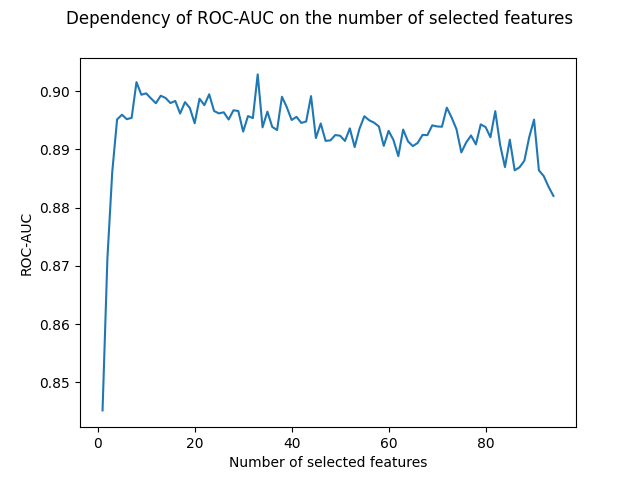 Dependency of ROC-AUC on the number of selected features
0.90
0.89
0.88
0.87
0.86
0.85
ROC-AUC
0 20 40 60 80
Number of selected features